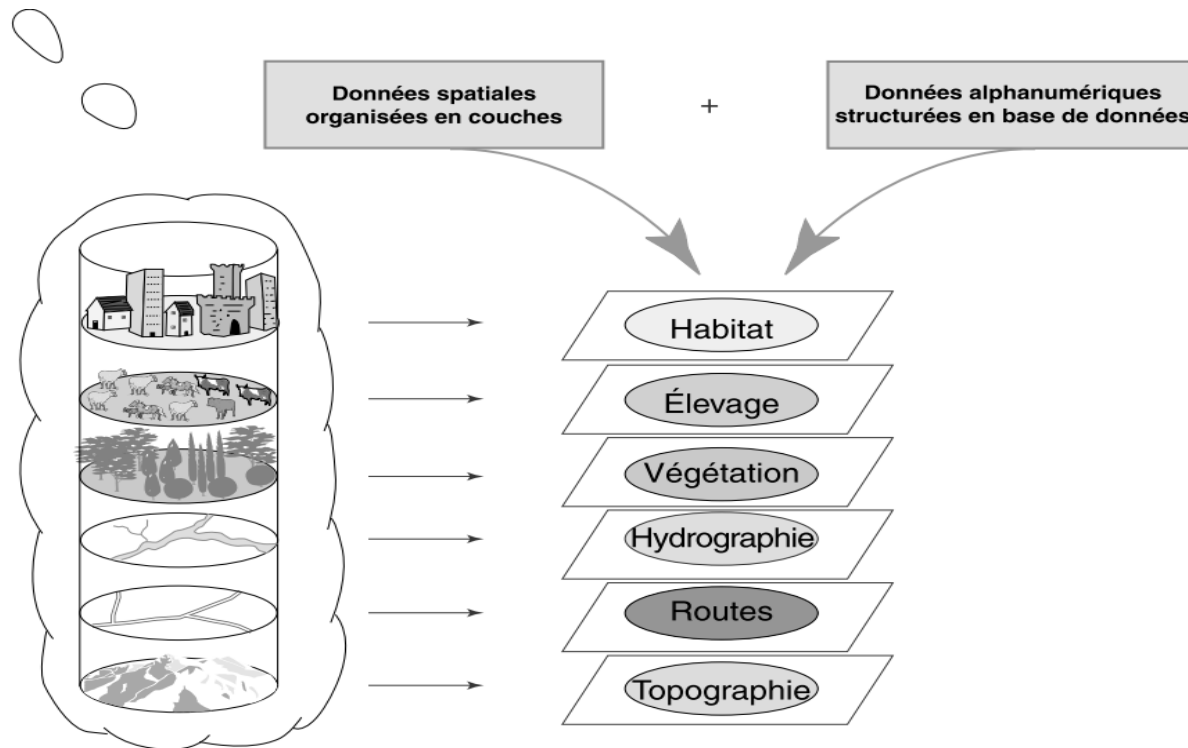 Données spatiales
organisées en couches
+
Données alphanumériques
structurées en base de données
Habitat
Élevage
Végétation
Hydrographie
Routes
Topographie